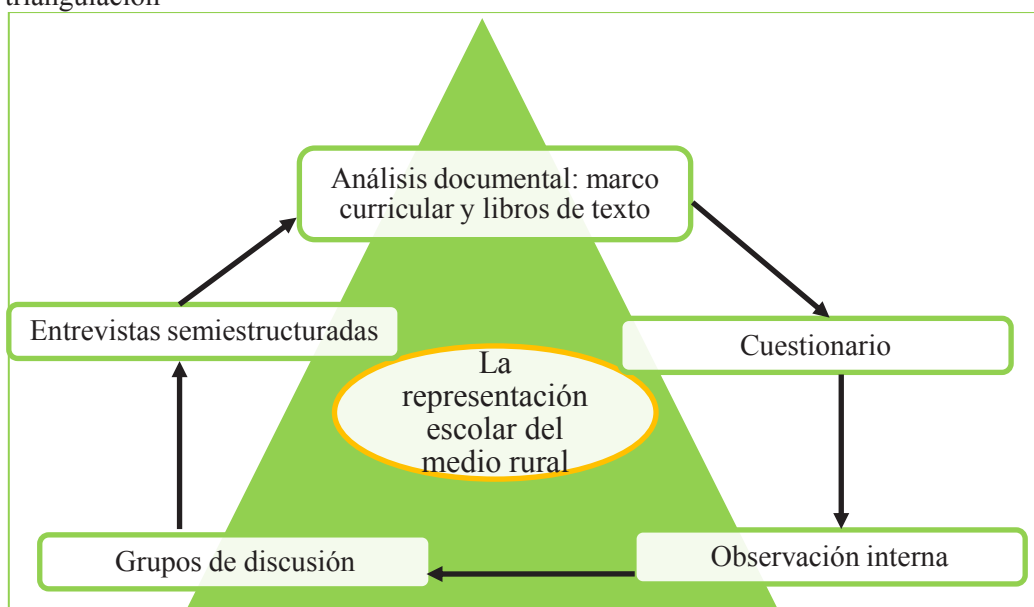 triangulación
Análisis documental: marco
curricular y libros de texto
Entrevistas semiestructuradas
Cuestionario
La
representación
escolar del
medio rural
Grupos de discusión
Observación interna